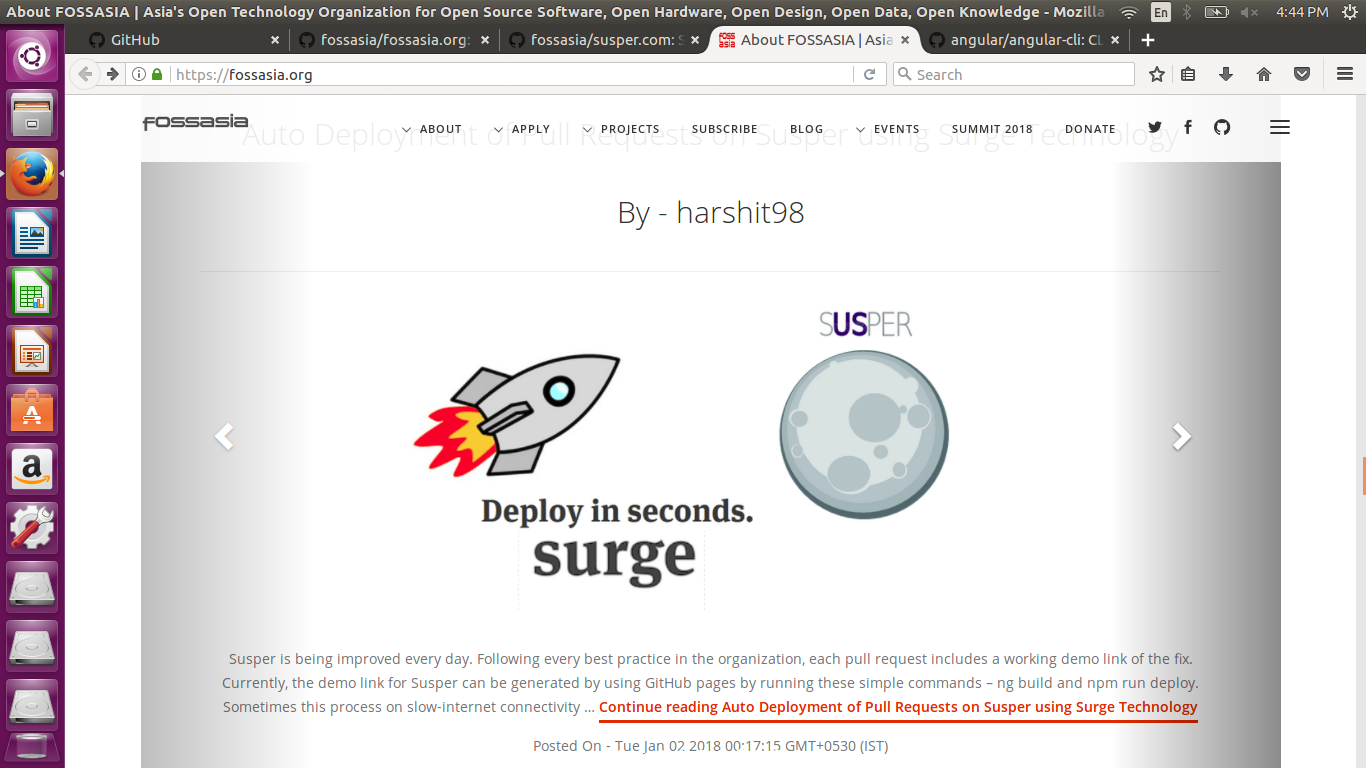 About FOSSASIA | Asia's Open Technology Organization for Open Source Software, Open Hardware, Open Design, Open Data, Open Knowledge - Mozilla
En
4:44 PM
GitHub
fossasia/fossasia.org:
fossasia/susper.com: S
About FOSSASIA | Asia
angular/angular-cli: CL
https://fossasia.org
Search
fossasia
ABOUT
APPLY
PROJECTS
SUBSCRIBE
BLOG
EVENTS
SUMMIT 2018
DONATE
Auto Deployment of Pull Requests on Susper using Surge Technology
By - harshit98
SUSPER
Deploy in seconds.
surge
Susper is being improved every day. Following every best practice in the organization, each pull request includes a working demo link of the fix.
Currently, the demo link for Susper can be generated by using GitHub pages by running these simple commands – ng build and npm run deploy.
Sometimes this process on slow-internet connectivity ... Continue reading Auto Deployment of Pull Requests on Susper using Surge Technology
Posted On - Tue Jan 02 2018 00:17:15 GMT+0530 (IST)